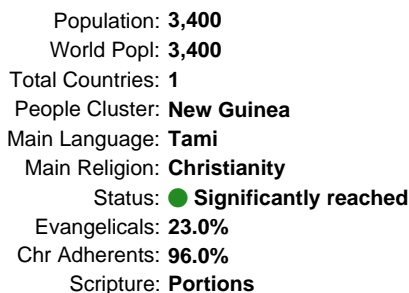 Population: 3,400
World Popl: 3,400
Total Countries: 1
People Cluster: New Guinea
Main Language: Tami
Main Religion: Christianity
Status: Significantly reached
Evangelicals: 23.0%
Chr Adherents: 96.0%
Scripture: Portions